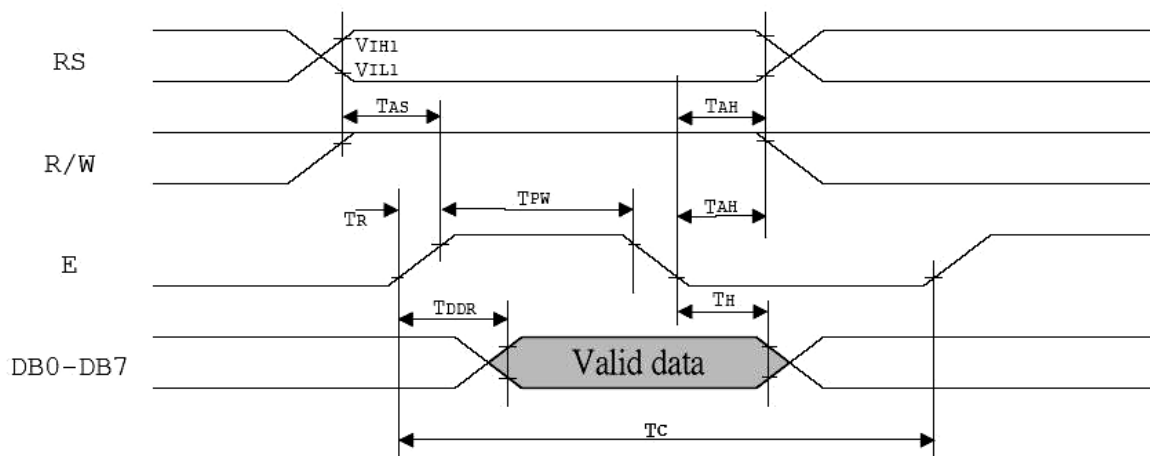 RS
VIH1
VIL1
TAS
TAH
R/W
TPW
TAH
TR
E
TDDR
TH
DB0-DB7
Valid data
TC